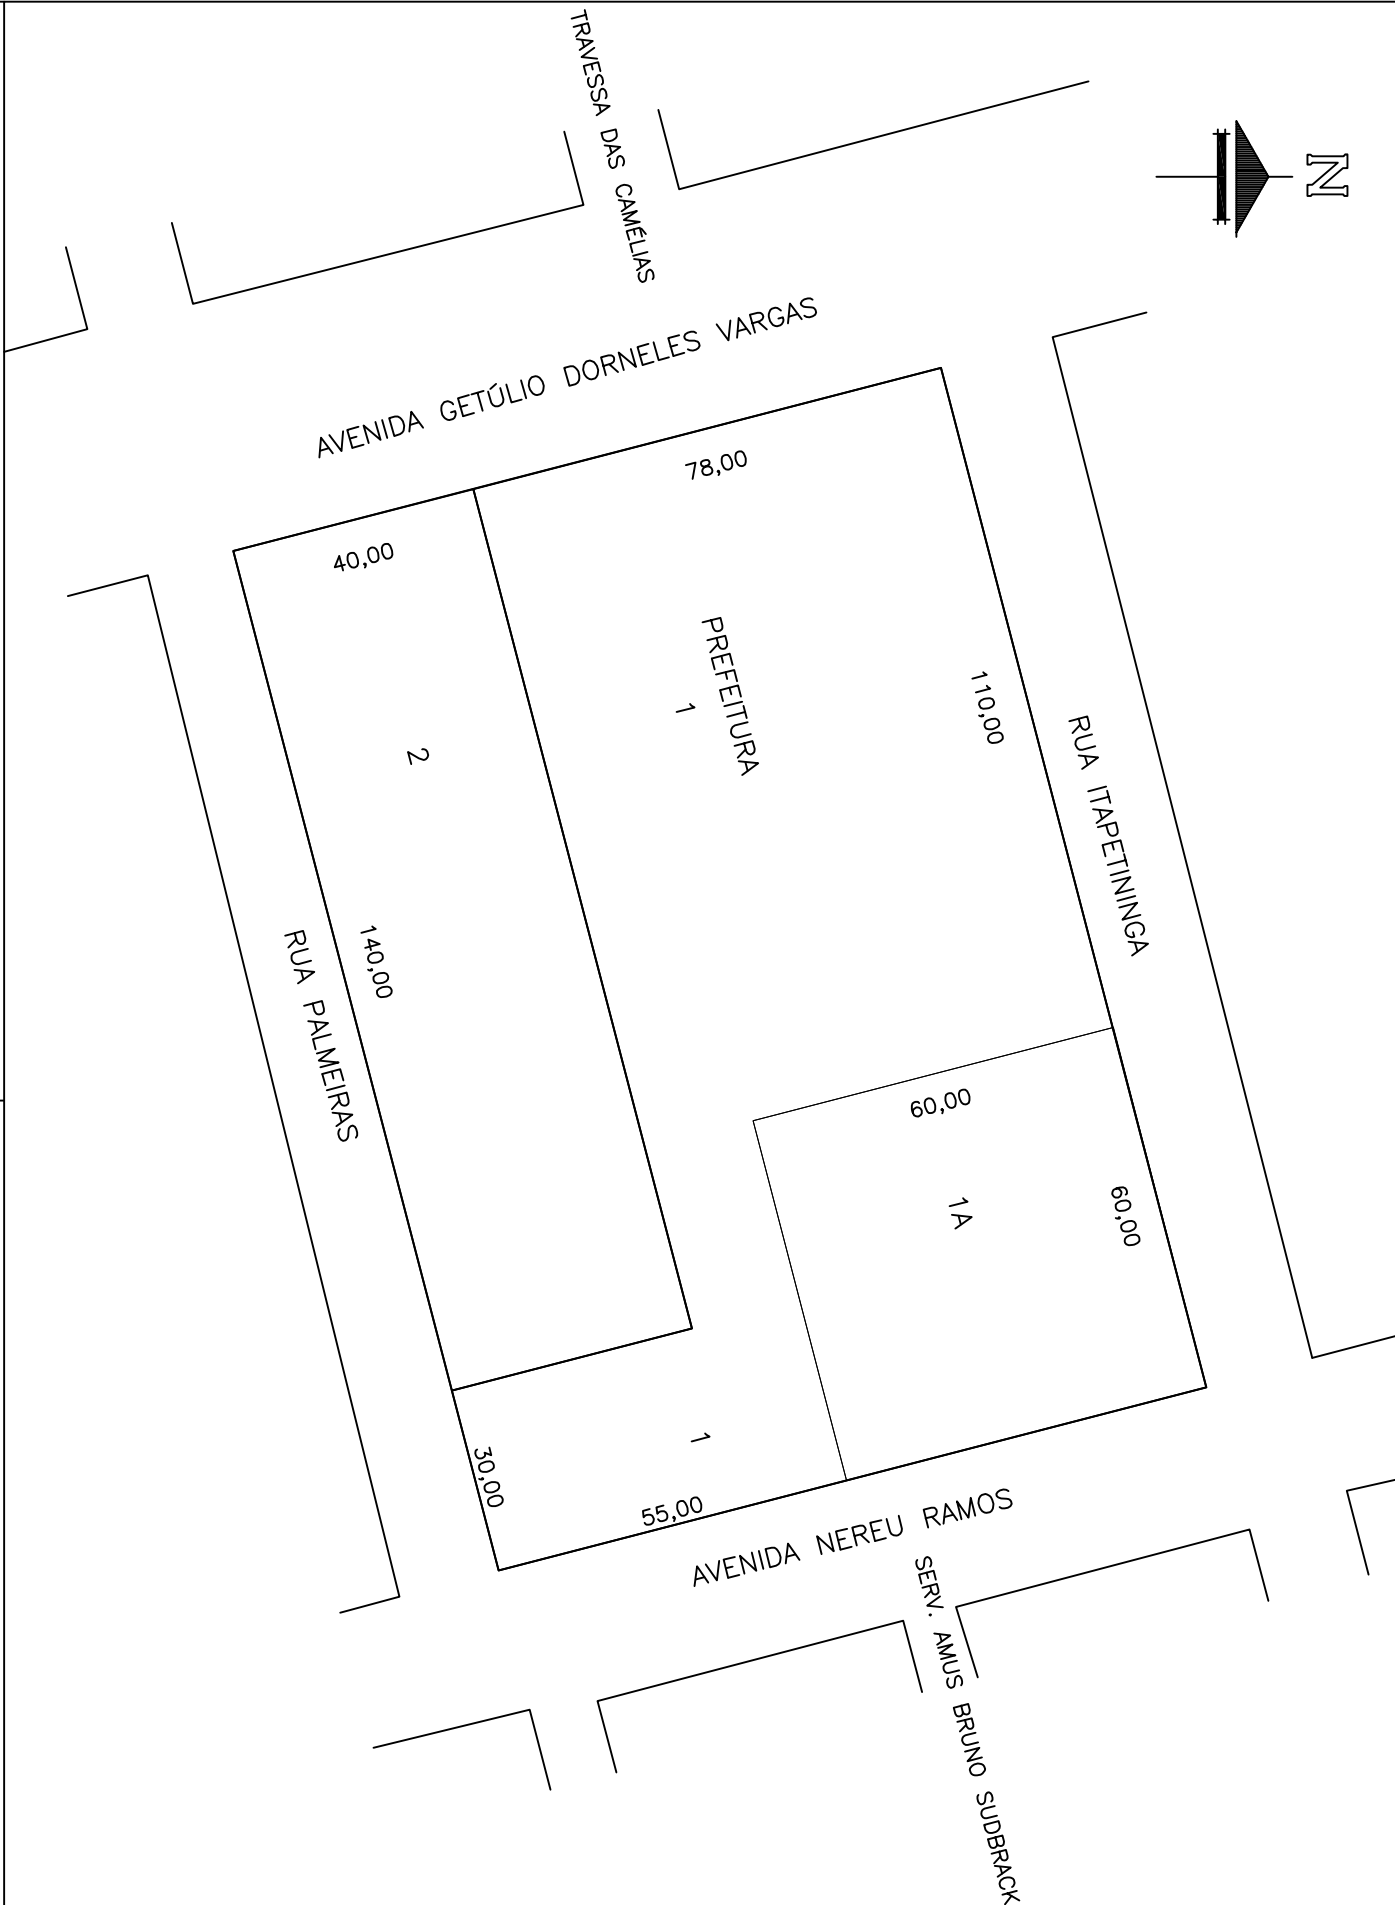 TRAVESSA DAS CAMÉLIAS
N
AVENIDA GETÚLIO DORNELES VARGAS
78,00
40,00
PREFEITURA
1
2
110,00
RUA ITAPETININGA
140,00
RUA PALMEIRAS
60,00
1A
60,00
1
30,00
55,00
AVENIDA NEREU RAMOS
SERV. AMUS BRUNO SUDBRACK